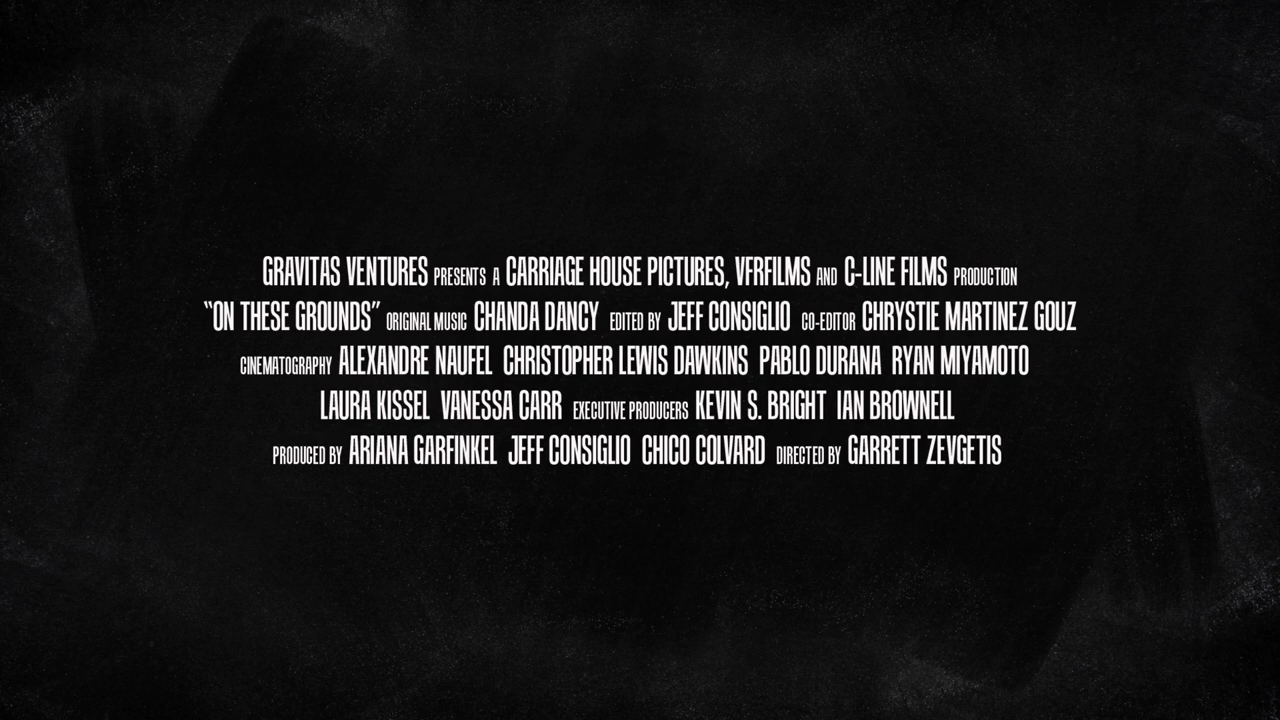 GRAVITAS VENTURES PRESENTS A CARRIAGE HOUSE PICTURES, VFRFILMS AND C-LINE FILMS PRODUCTION
“ON THESE GROUNDS” ORIGINAL MUSIC CHANDA DANCY EDITED BY JEFF CONSIGLIO CO-EDITOR CHRYSTIE MARTINEZ GOUZ
CINEMATOGRAPHY ALEXANDRE NAUFEL CHRISTOPHER LEWIS DAWKINS PABLO DURANA RYAN MIYAMOTO
LAURA KISSEL VANESSA CARR EXECUTIVE PRODUCERS KEVIN S. BRIGHT IAN BROWNELL
PRODUCED BY ARIANA GARFINKEL JEFF CONSIGLIO CHICO COLVARD DIRECTED BY GARRETT ZEVGETIS